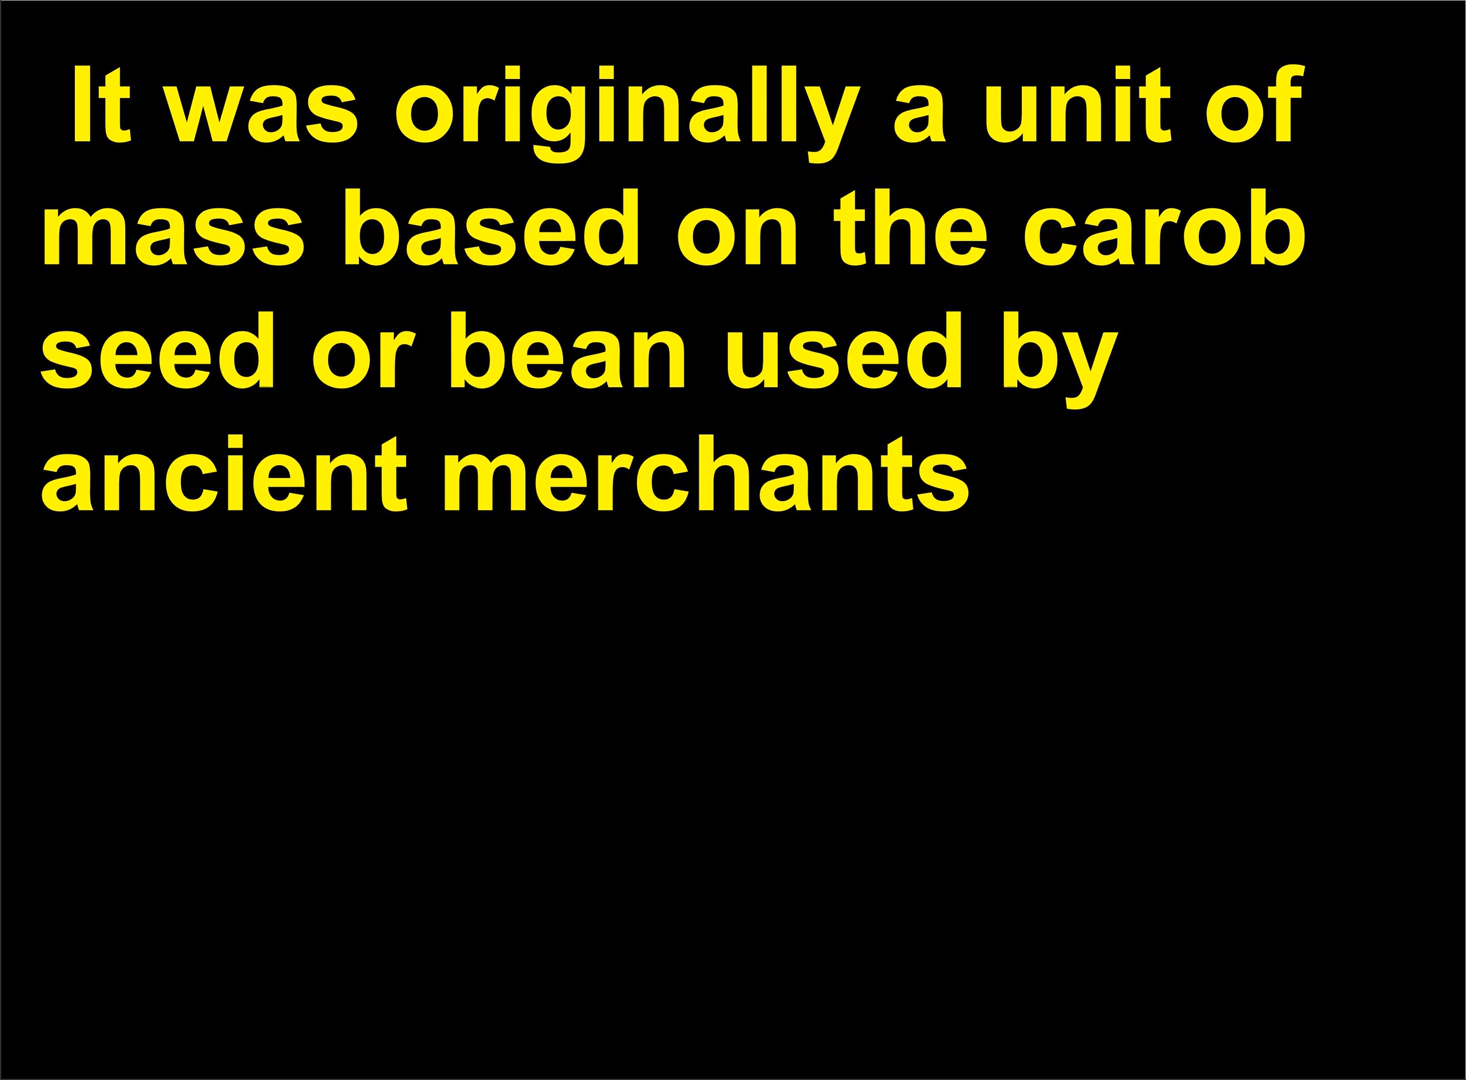 It was originally a unit of
mass based on the carob
seed or bean used by
ancient merchants